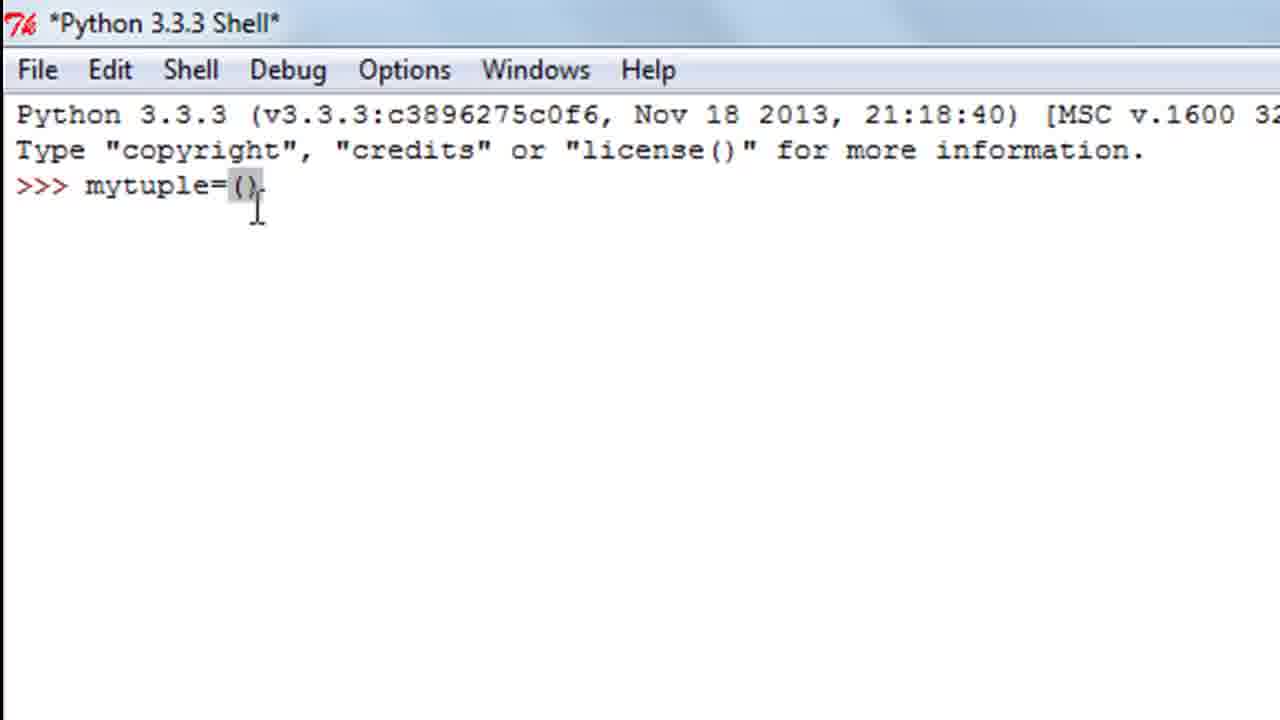 *Python 3.3.3 Shell*
File Edit Shell Debug Options Windows Help
Python 3.3.3 (v3.3.3:c3896275c0f6, Nov 18 2013, 21:18:40) [MSC v.1600 32
Type "copyright", "credits" or "license()" for more information.
>>> mytuple=()